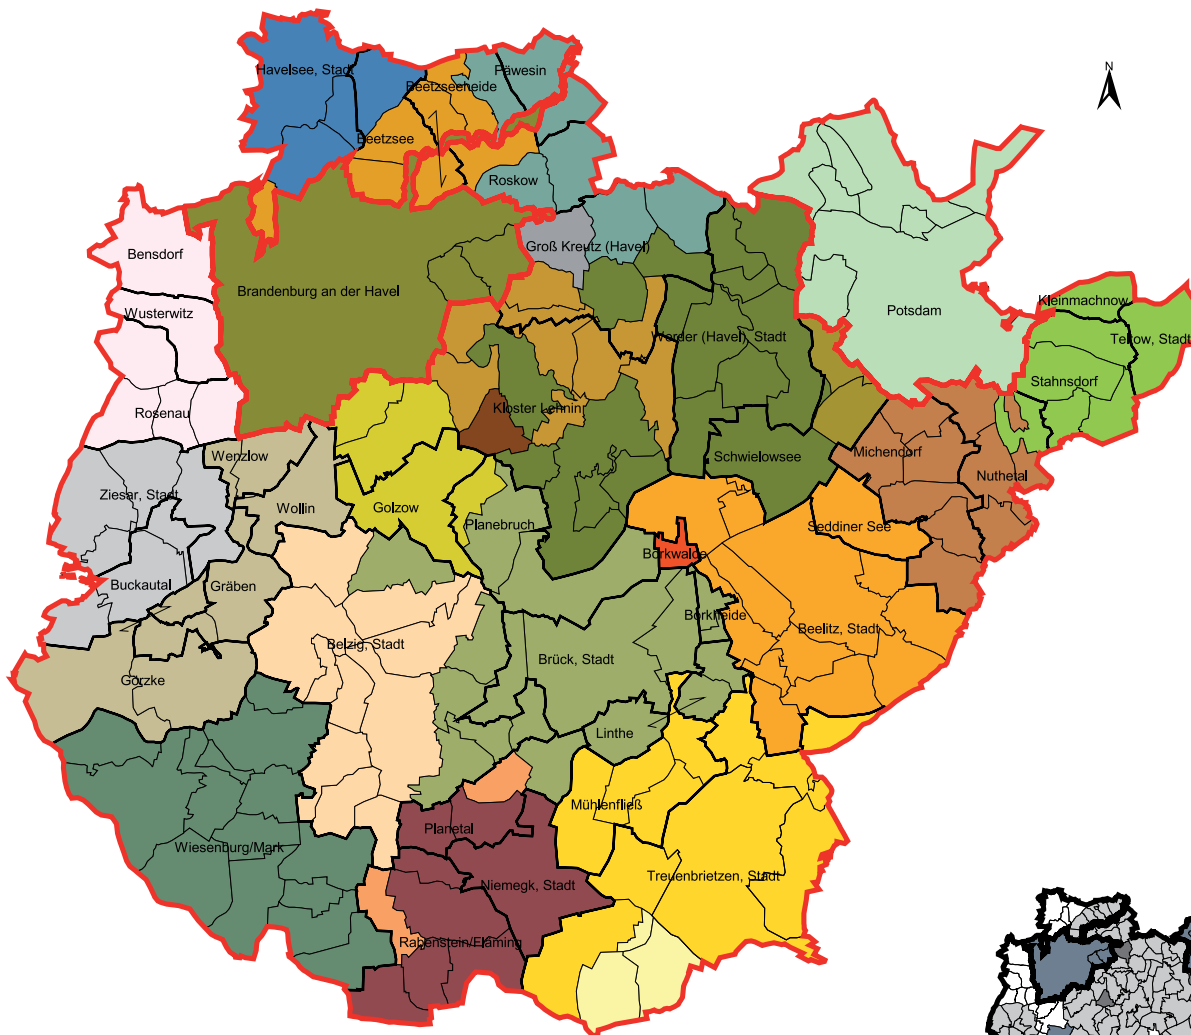 N
Havelsee, Stadt
Päwesin
Beetzseeheide
Beetzsee
Roskow
Bensdorf
Groß Kreutz (Havel)
Brandenburg an der Havel
Kleinmachnow
Wusterwitz
Potsdam
Werder (Havel), Stadt
Teltow, Stadt
Stahnsdorf
Rosenau
Kloster Lehnin
Wenzlow
Schwielowsee
Michendorf
Nuthetal
Ziesar, Stadt
Wollin
Golzow
Planebruch
Seddiner See
Borkwalde
Buckautal
Gräben
Borkheide
Beelitz, Stadt
Belzig, Stadt
Brück, Stadt
Görzke
Linthe
Mühlenfließ
Planetal
Wiesenburg/Mark
Niemegk, Stadt
Treuenbrietzen, Stadt
Rabenstein/Fläming